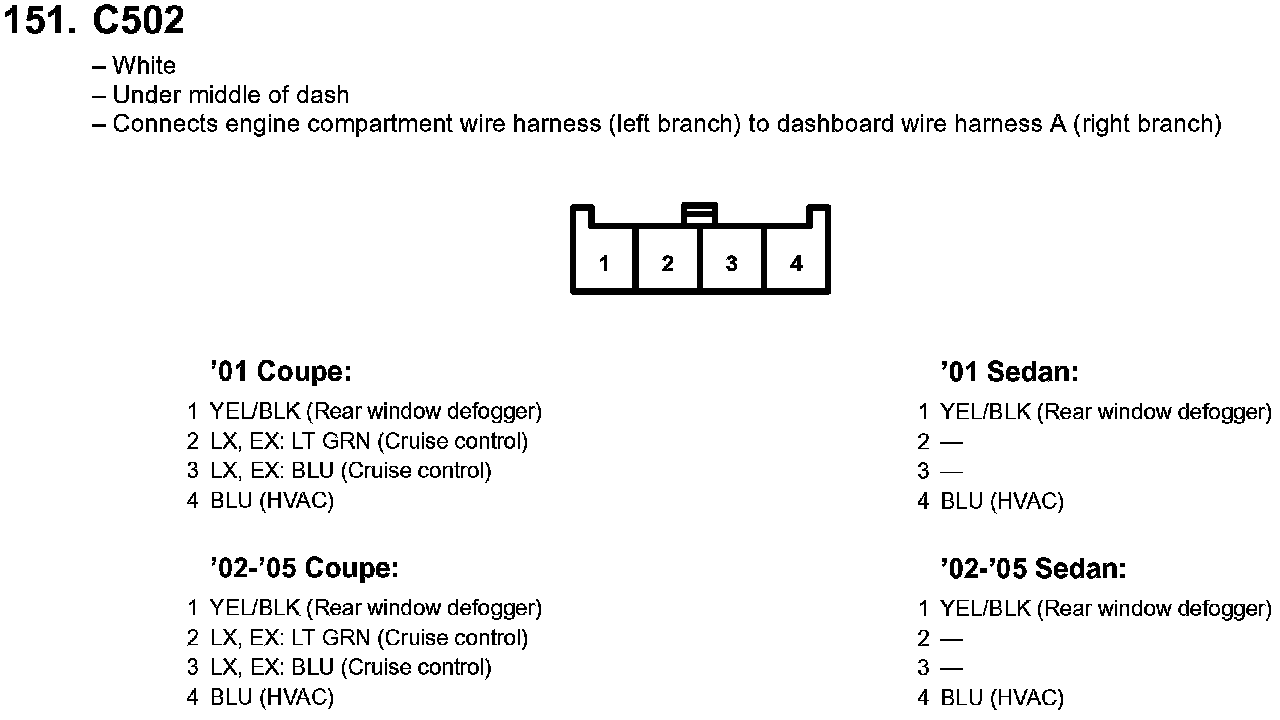 151. C502
– White
– Under middle of dash
– Connects engine compartment wire harness (left branch) to dashboard wire harness A (right branch)
1 2 3 4
’01 Coupe:
1 YEL/BLK (Rear window defogger)
2 LX, EX: LT GRN (Cruise control)
3 LX, EX: BLU (Cruise control)
4 BLU (HVAC)
’01 Sedan:
1 YEL/BLK (Rear window defogger)
2 —
3 —
4 BLU (HVAC)
’02-’05 Coupe:
1 YEL/BLK (Rear window defogger)
2 LX, EX: LT GRN (Cruise control)
3 LX, EX: BLU (Cruise control)
4 BLU (HVAC)
’02-’05 Sedan:
1 YEL/BLK (Rear window defogger)
2 —
3 —
4 BLU (HVAC)